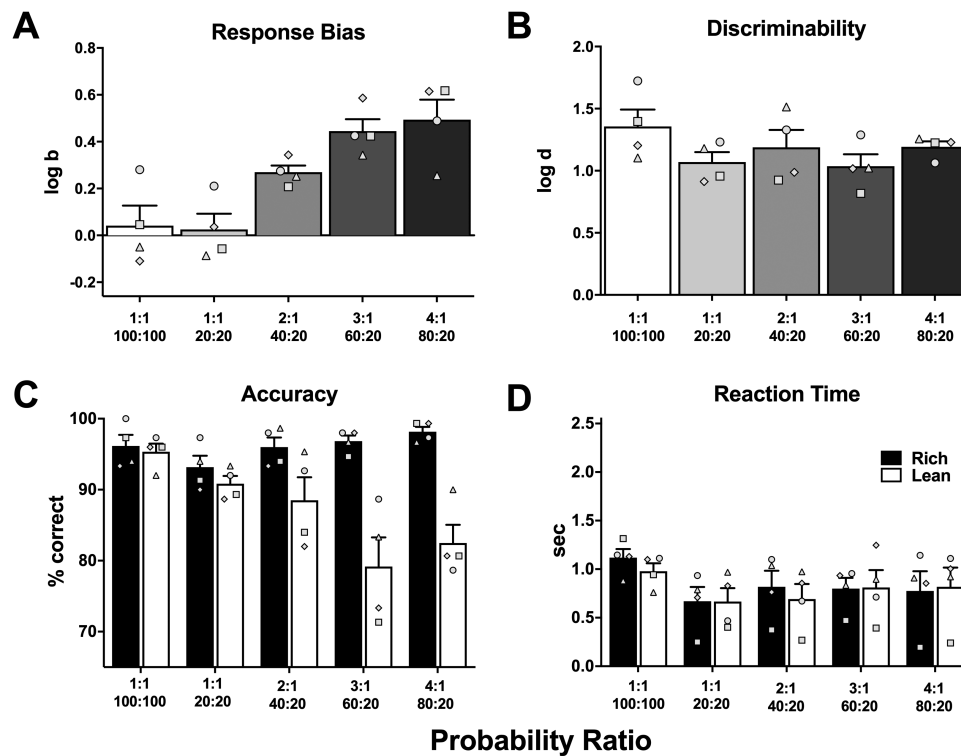 A
Response Bias
log b
0.6
0.4
0.2
0.0
-0.2
1:1 1:1 2:1 3:1 4:1
100:100 20:20 40:20 60:20 80:20
B
Discriminability
log d
2.0
1.5
1.0
0.5
0.0
1:1 1:1 2:1 3:1 4:1
100:100 20:20 40:20 60:20 80:20
C
Accuracy
% correct
100
90
80
70
1:1 1:1 2:1 3:1 4:1
100:100 20:20 40:20 60:20 80:20
D
Reaction Time
sec
2.5
2.0
1.5
1.0
0.5
0.0
Rich
Lean
1:1 1:1 2:1 3:1 4:1
100:100 20:20 40:20 60:20 80:20
Probability Ratio